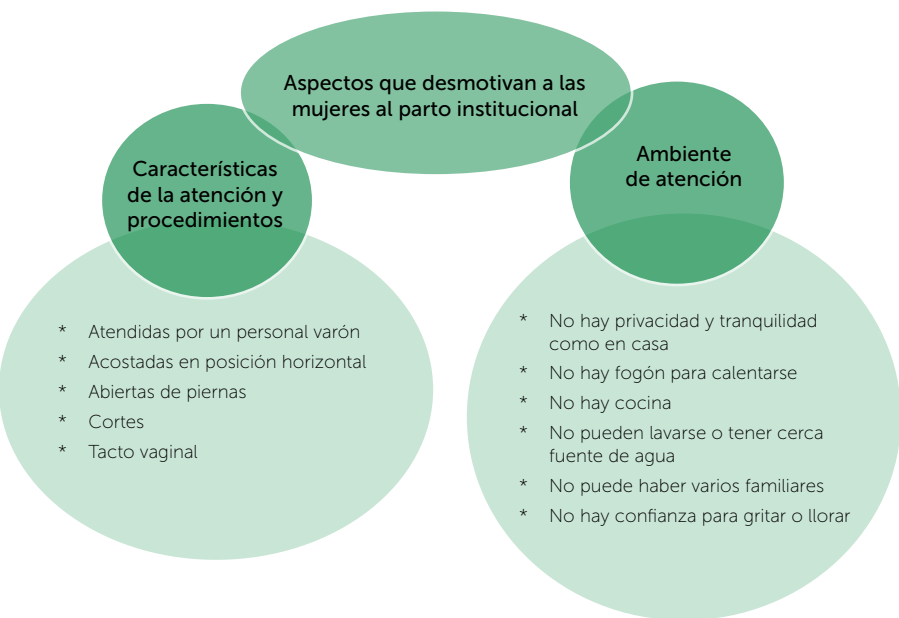 Aspectos que desmotivan a las
mujeres al parto institucional
Características
de la atención y
procedimientos
* Atendidas por un personal varón
* Acostadas en posición horizontal
* Abiertas de piernas
* Cortes
* Tacto vaginal
Ambiente
de atención
* No hay privacidad y tranquilidad
como en casa
* No hay fogón para calentarse
* No hay cocina
* No pueden lavarse o tener cerca
fuente de agua
* No puede haber varios familiares
* No hay confianza para gritar o llorar